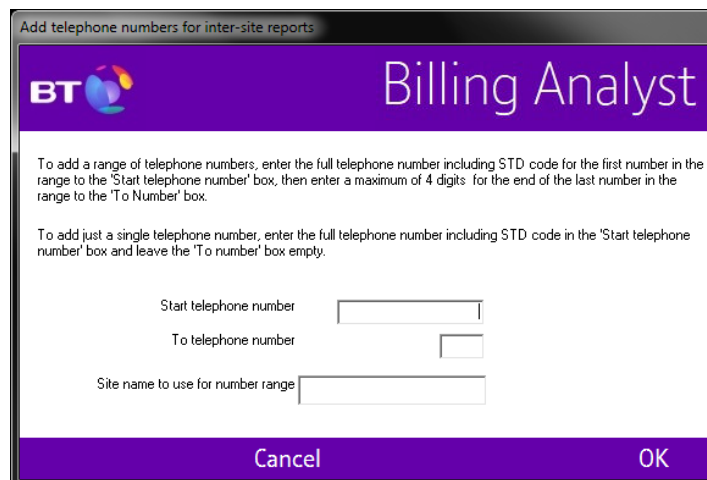 Add telephone numbers for inter-site reports
BT
Billing Analyst
To add a range of telephone numbers, enter the full telephone number including STD code for the first number in the
range to the 'Start telephone number' box, then enter a maximum of 4 digits for the end of the last number in the
range to the 'To Number' box.
To add just a single telephone number, enter the full telephone number including STD code in the 'Start telephone
number' box and leave the 'To number' box empty.
Start telephone number
To telephone number
Site name to use for number range
Cancel
OK